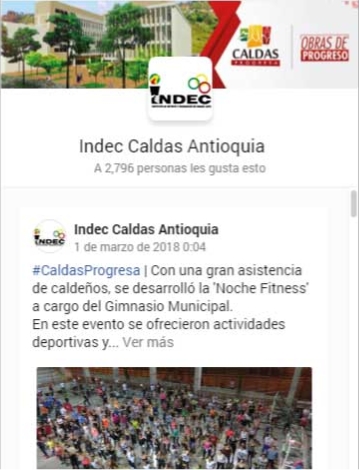 CALDAS
PROGRESA
OBRAS DE
PROGRESO
INDEC
Indec Caldas Antioquia
A 2,796 personas les gusta esto
INDEC
Indec Caldas Antioquia
1 de marzo de 2018 0:04
#CaldasProgresa | Con una gran asistencia
de caldeños, se desarrolló la 'Noche Fitness'
a cargo del Gimnasio Municipal.
En este evento se ofrecieron actividades
deportivas y... Ver más